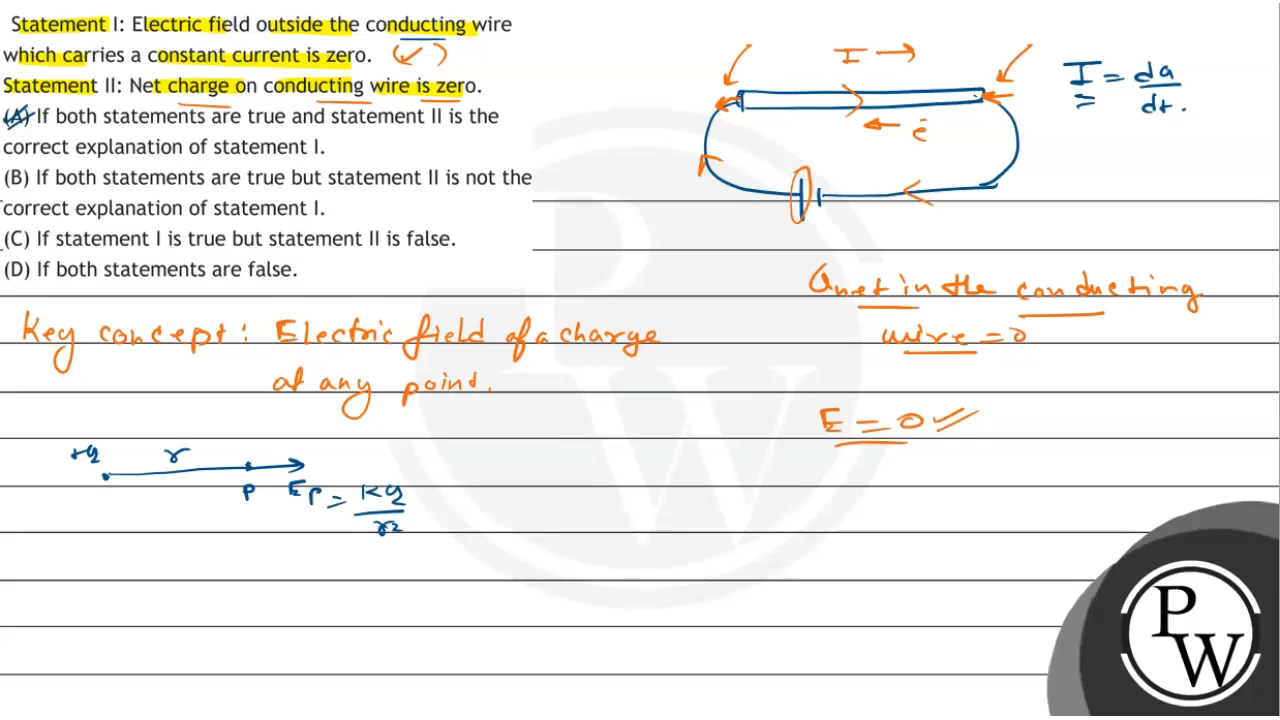 Statement I: Electric field outside the conducting wire
which carries a constant current is zero. (✓)
Statement II: Net charge on conducting wire is zero.
(A) If both statements are true and statement II is the
correct explanation of statement I.
(B) If both statements are true but statement II is not the
correct explanation of statement I.
(C) If statement I is true but statement II is false.
(D) If both statements are false.
I →
← ē
I = dq/dt.
Qnet in the conducting
wire = 0
E = 0 ✓
Key concept: Electric field of a charge
at any point.
+q r
P Ep = Kq/r2
P
W
P
W